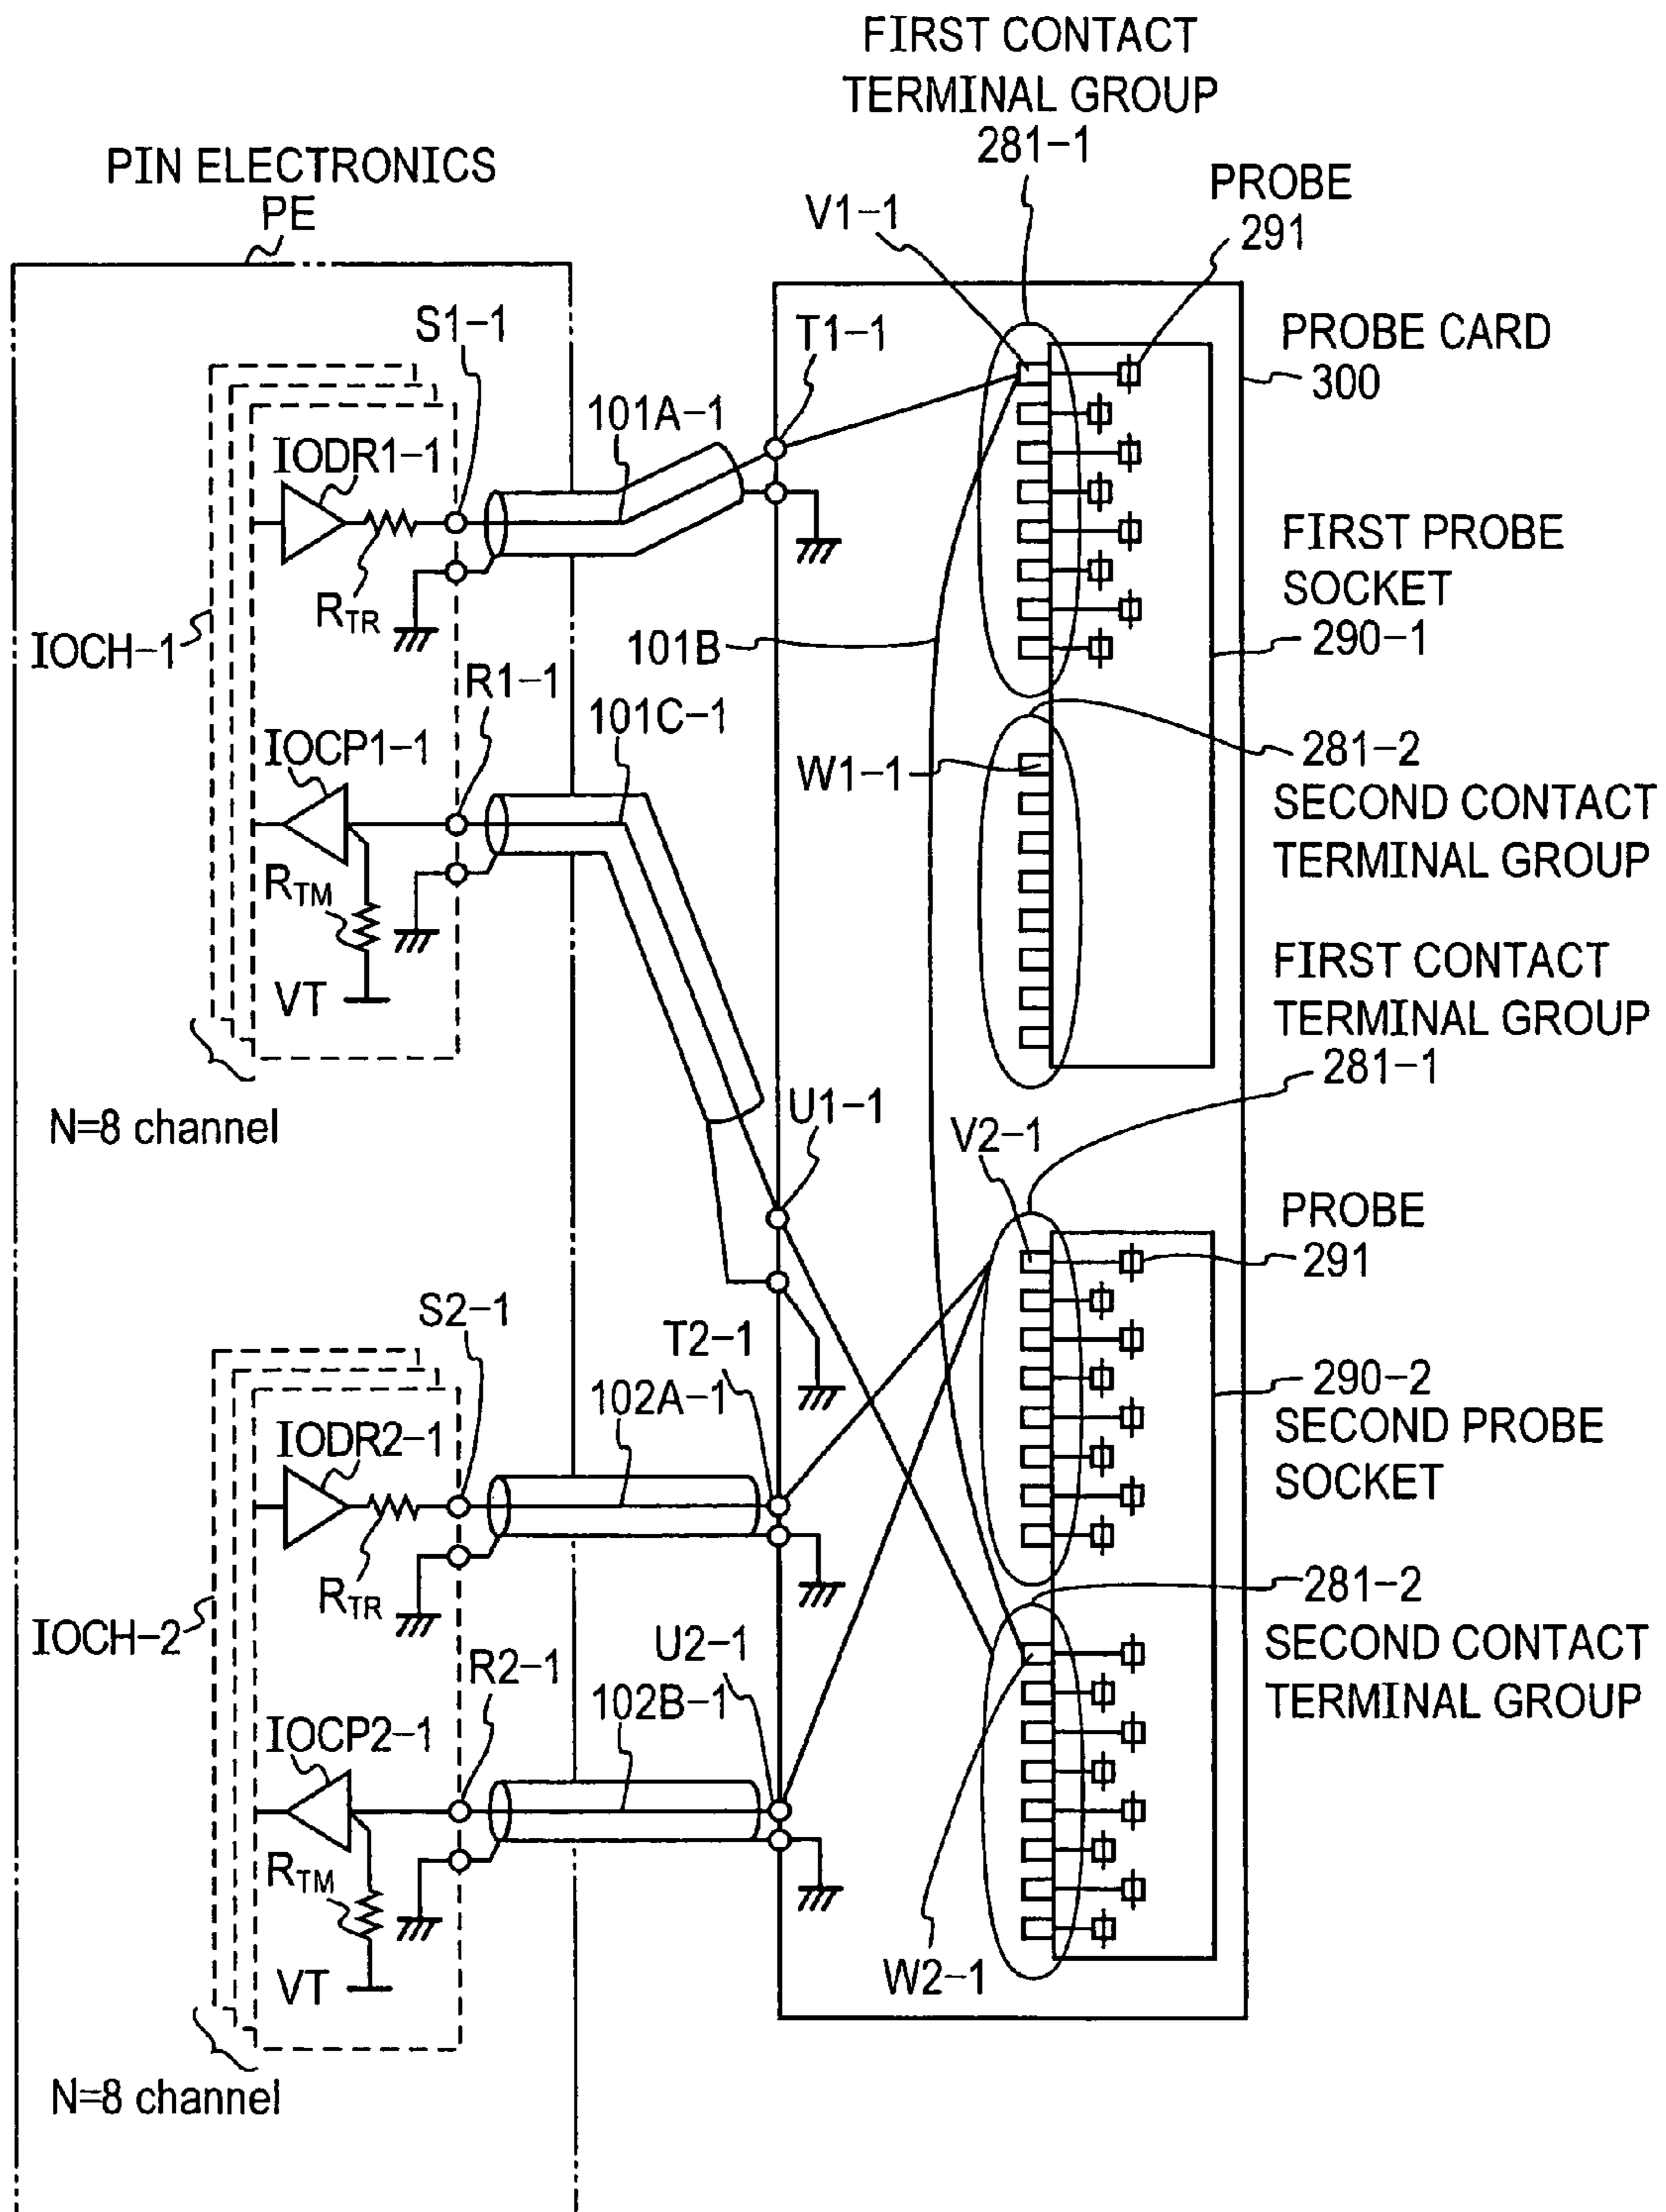 FIRST CONTACT
TERMINAL GROUP
281-1
PIN ELECTRONICS
PE
PROBE
291
V1-1
S1-1
T1-1
PROBE CARD
300
101A-1
IODR1-1
FIRST PROBE
SOCKET
290-1
RTR
IOCH-1
101B
R1-1
101C-1
IOCP1-1
W1-1
281-2
SECOND CONTACT
TERMINAL GROUP
RTM
VT
FIRST CONTACT
TERMINAL GROUP
281-1
N=8 channel
U1-1
V2-1
PROBE
291
S2-1
T2-1
102A-1
290-2
SECOND PROBE
SOCKET
IODR2-1
RTR
281-2
SECOND CONTACT
TERMINAL GROUP
IOCH-2
U2-1
R2-1
102B-1
IOCP2-1
RTM
VT
W2-1
N=8 channel